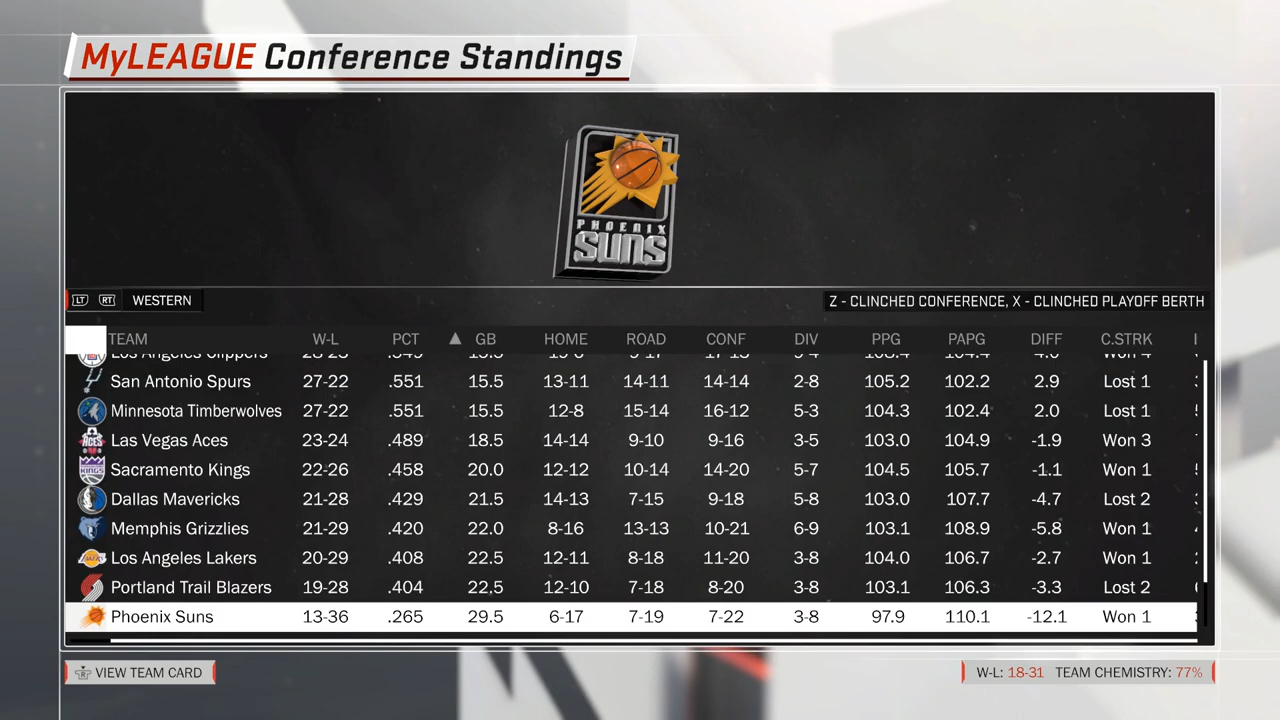 MyLEAGUE Conference Standings
PHOENIX
SUNS
LT RT WESTERN Z - CLINCHED CONFERENCE, X - CLINCHED PLAYOFF BERTH
TEAM W-L PCT ▲ GB HOME ROAD CONF DIV PPG PAPG DIFF C.STRK
Los Angeles Clippers
San Antonio Spurs 27-22 .551 15.5 13-11 14-11 14-14 2-8 105.2 102.2 2.9 Lost 1
Minnesota Timberwolves 27-22 .551 15.5 12-8 15-14 16-12 5-3 104.3 102.4 2.0 Lost 1
Las Vegas Aces 23-24 .489 18.5 14-14 9-10 9-16 3-5 103.0 104.9 -1.9 Won 3
Sacramento Kings 22-26 .458 20.0 12-12 10-14 14-20 5-7 104.5 105.7 -1.1 Won 1
Dallas Mavericks 21-28 .429 21.5 14-13 7-15 9-18 5-8 103.0 107.7 -4.7 Lost 2
Memphis Grizzlies 21-29 .420 22.0 8-16 13-13 10-21 6-9 103.1 108.9 -5.8 Won 1
Los Angeles Lakers 20-29 .408 22.5 12-11 8-18 11-20 3-8 104.0 106.7 -2.7 Won 1
Portland Trail Blazers 19-28 .404 22,5 12-10 7-18 8-20 3-8 103.1 106.3 -3.3 Lost 2
Phoenix Suns 13-36 .265 29.5 6-17 7-19 7-22 3-8 97.9 110.1 -12.1 Won 1
R VIEW TEAM CARD W-L: 18-31 TEAM CHEMISTRY: 77%